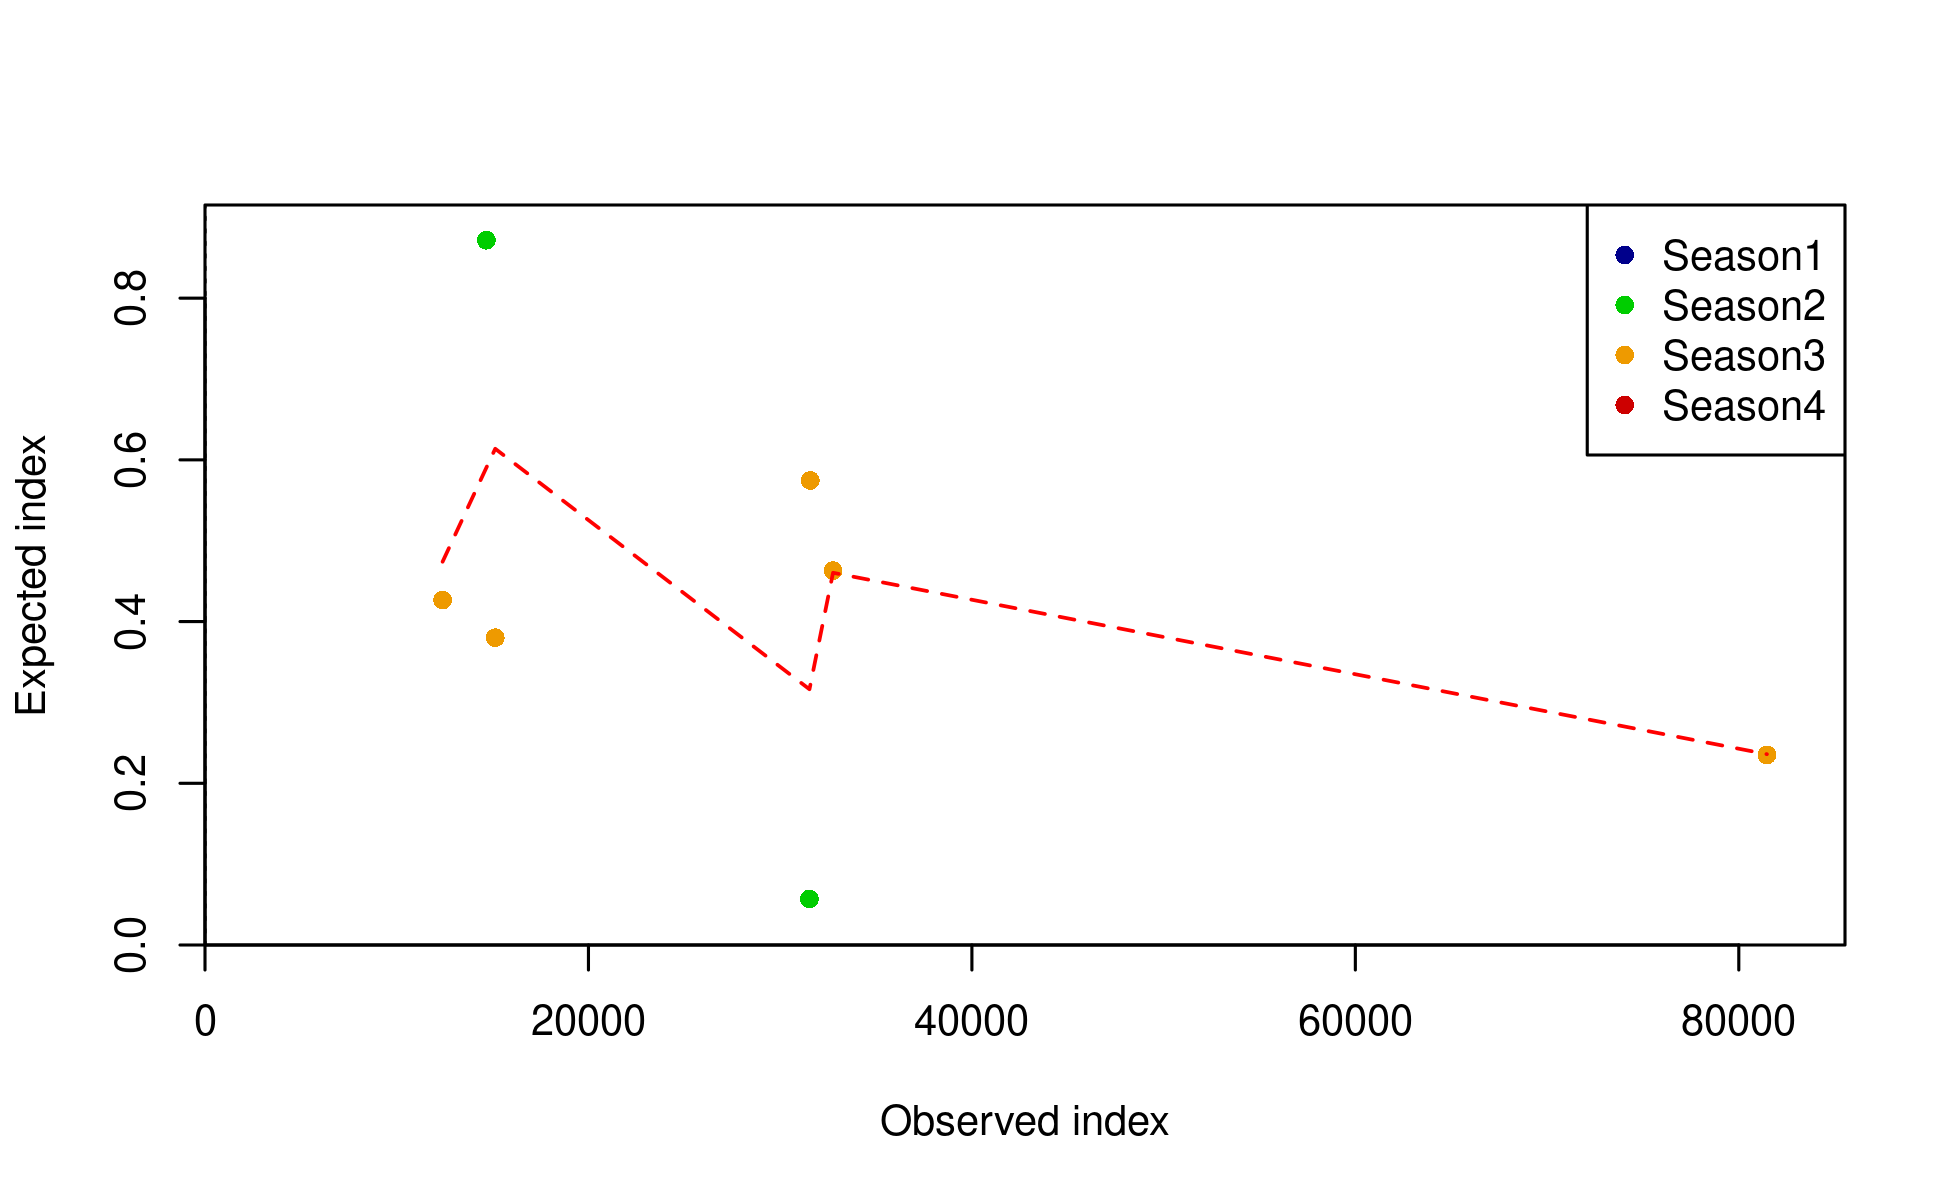 Season1
Season2
Season3
Season4
0.8
0.6
0.4
0.2
0.0
Expected index
0 20000 40000 60000 80000
Observed index